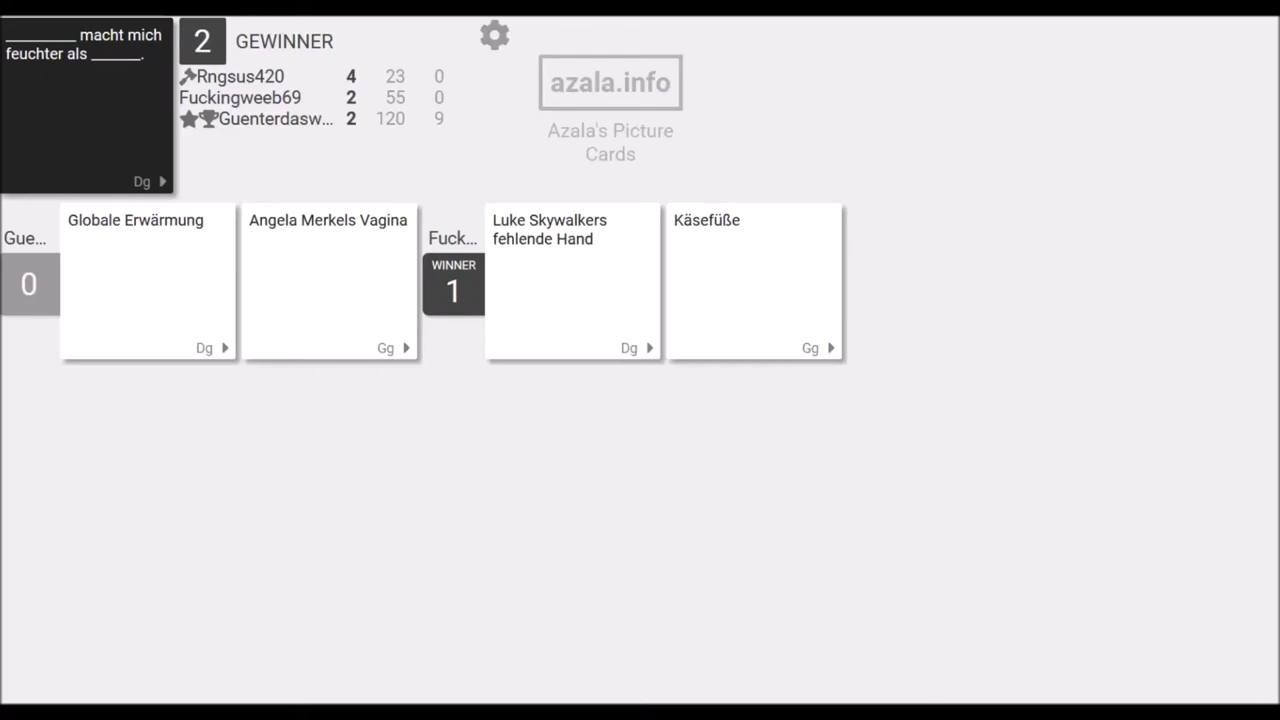 _________ macht mich
feuchter als ______.
Dg
2 GEWINNER
Rngsus420 4 23 0
Fuckingweeb69 2 55 0
Guenterdasw... 2 120 9
azala.info
Azala's Picture
Cards
Gue...
0
Globale Erwärmung
Dg
Angela Merkels Vagina
Gg
Fuck...
WINNER
1
Luke Skywalkers
fehlende Hand
Dg
Käsefüße
Gg